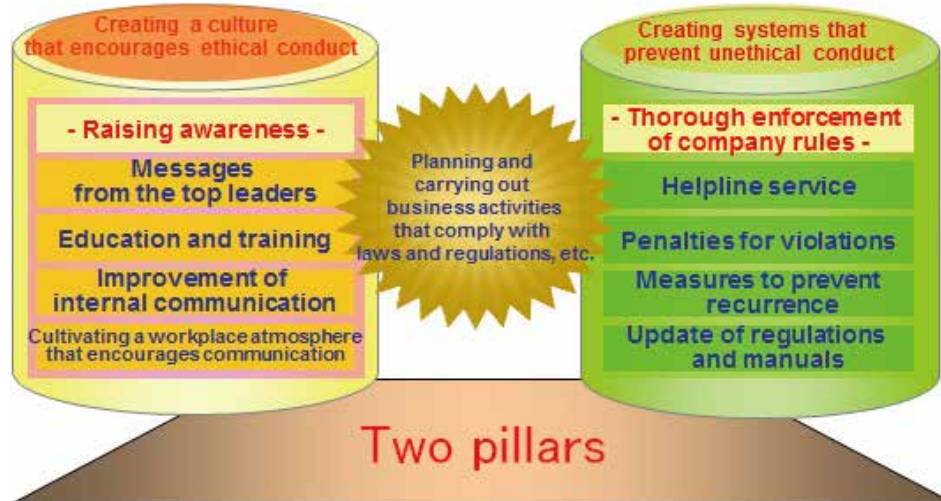 Creating a culture
that encourages ethical conduct
- Raising awareness -
Messages
from the top leaders
Education and training
Improvement of
internal communication
Cultivating a workplace atmosphere
that encourages communication
Planning and
carrying out
business activities
that comply with
laws and regulations, etc.
Creating systems that
prevent unethical conduct
- Thorough enforcement
of company rules -
Helpline service
Penalties for violations
Measures to prevent
recurrence
Update of regulations
and manuals
Two pillars